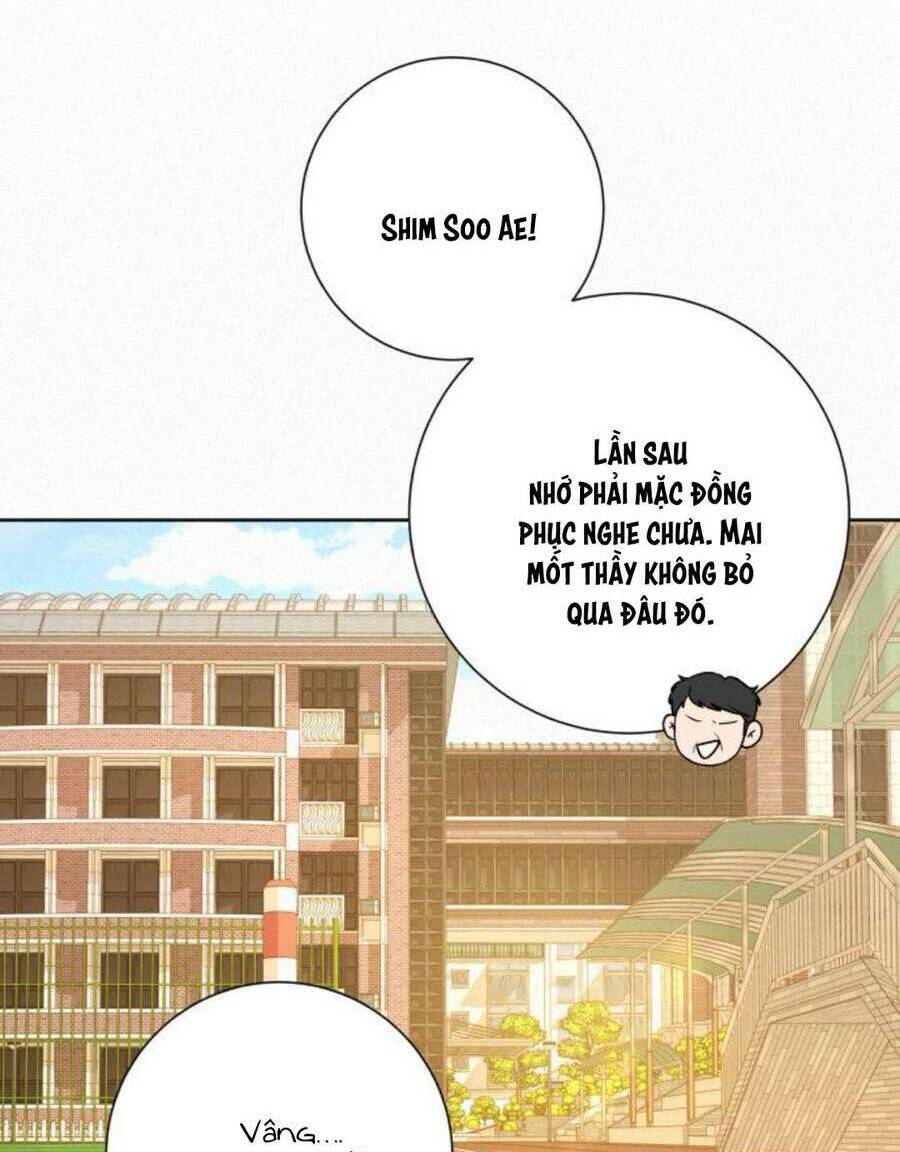 SHIM SOO AE!
LẦN SAU
NHỚ PHẢI MẶC ĐỒNG
PHỤC NGHE CHƯA. MAI
MỐT THẦY KHÔNG BỎ
QUA ĐÂU ĐÓ.
Vâng....